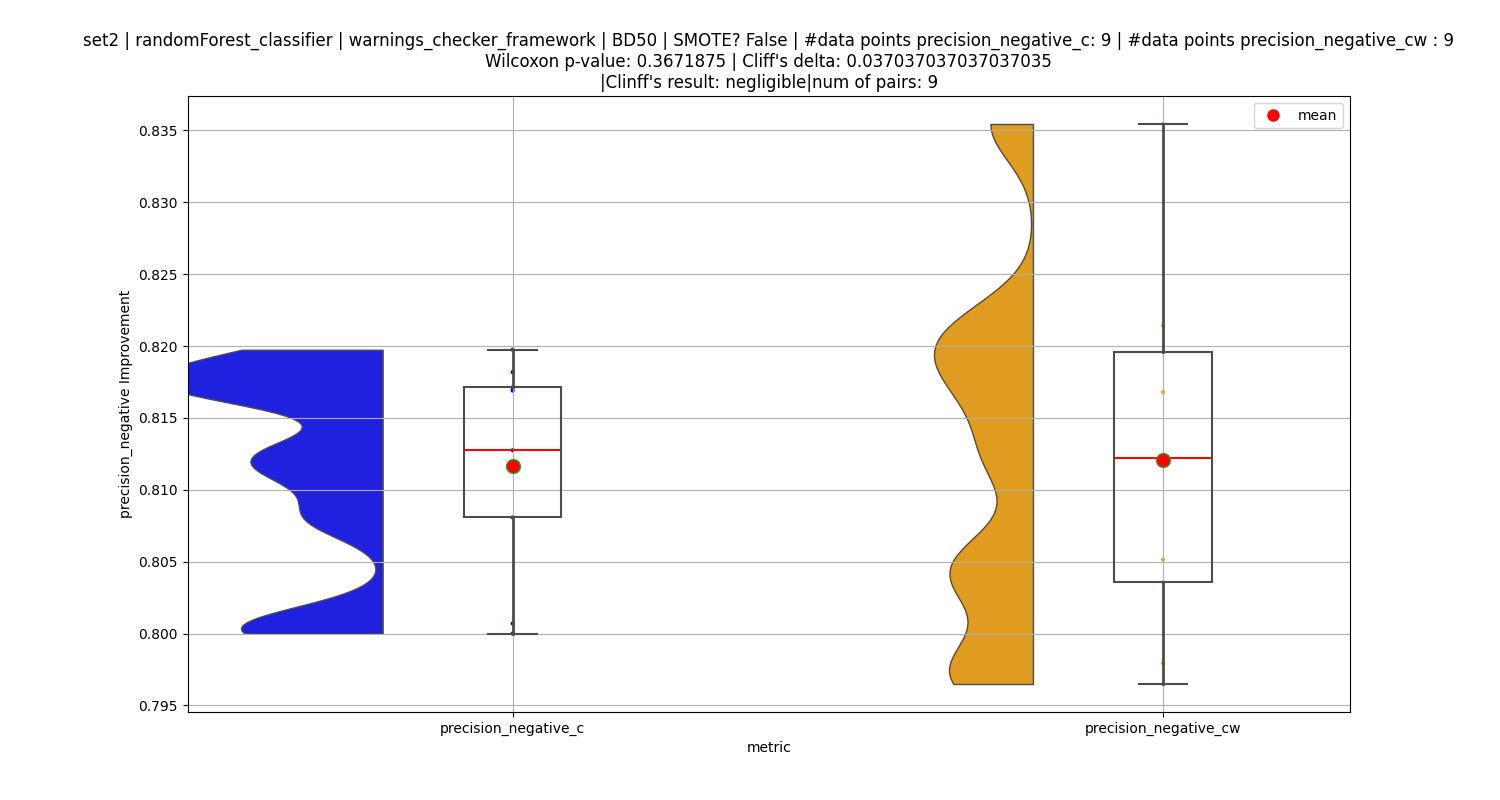 set2 | randomForest_classifier | warnings_checker_framework | BD50 | SMOTE? False | #data points precision_negative_c: 9 | #data points precision_negative_cw : 9
Wilcoxon p-value: 0.3671875 | Cliff's delta: 0.037037037037037035
|Clinff's result: negligible|num of pairs: 9
mean
0.835
0.830
0.825
0.820
0.815
0.810
0.805
0.800
0.795
precision_negative Improvement
precision_negative_c
precision_negative_cw
metric